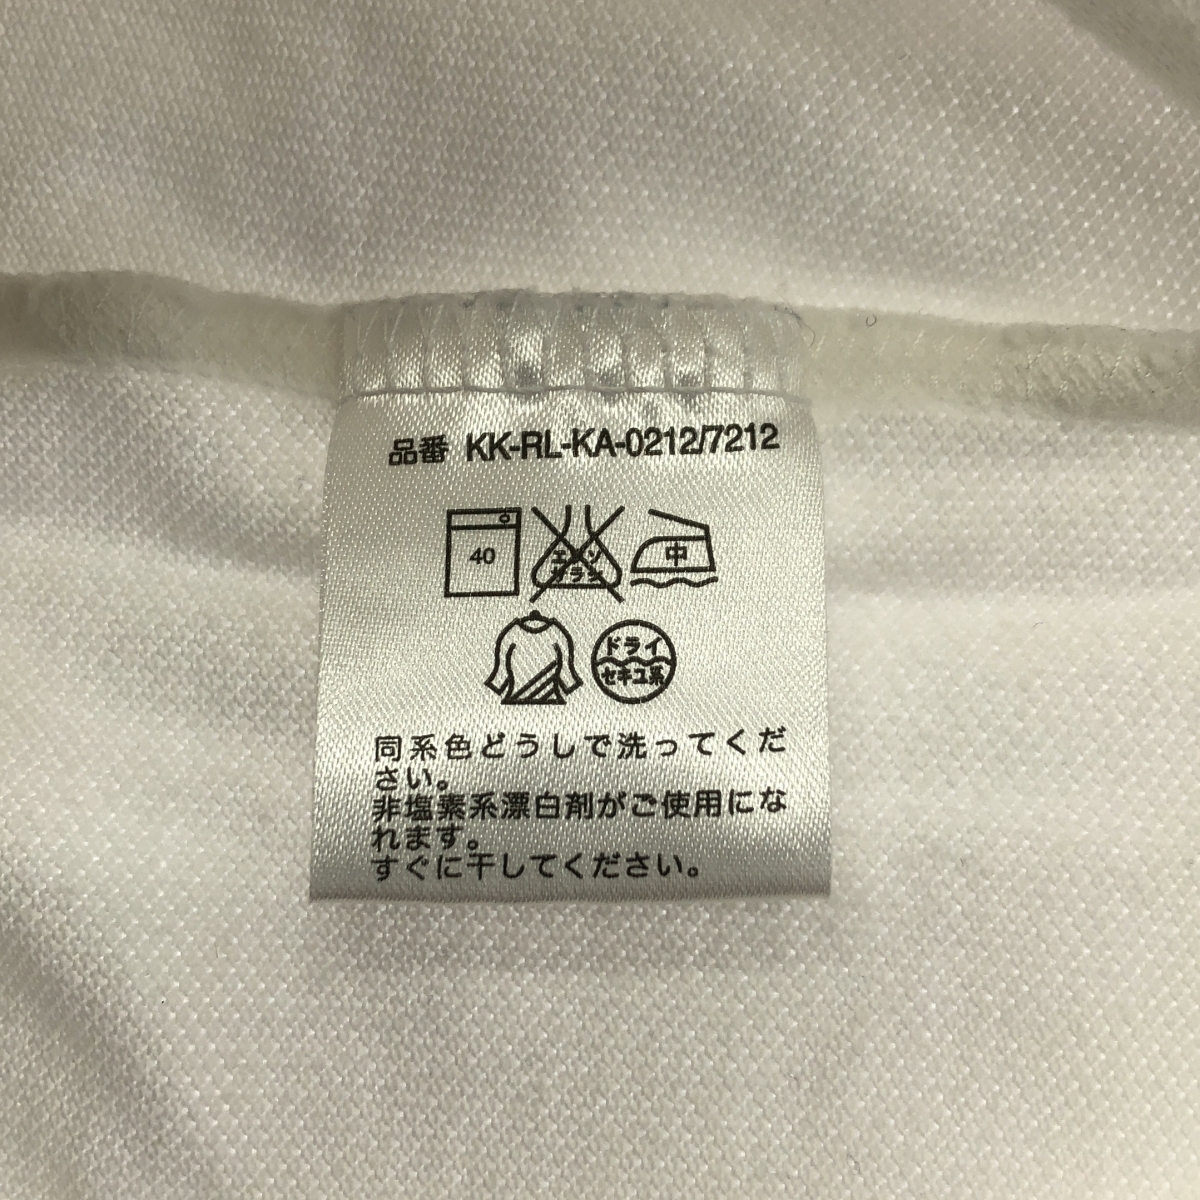 品番 KK-RL-KA-0212/7212
40
エンソ
サラシ
中
ドライ
セキユ系
同系色どうしで洗ってくだ
さい。
非塩素系漂白剤がご使用にな
れます。
すぐに干してください。